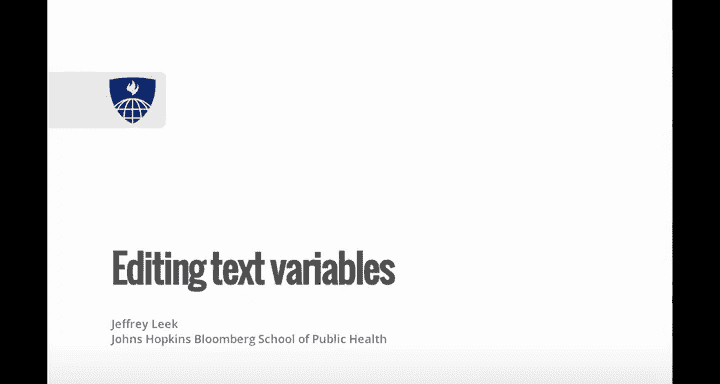 Editing text variables
Jeffrey Leek
Johns Hopkins Bloomberg School of Public Health